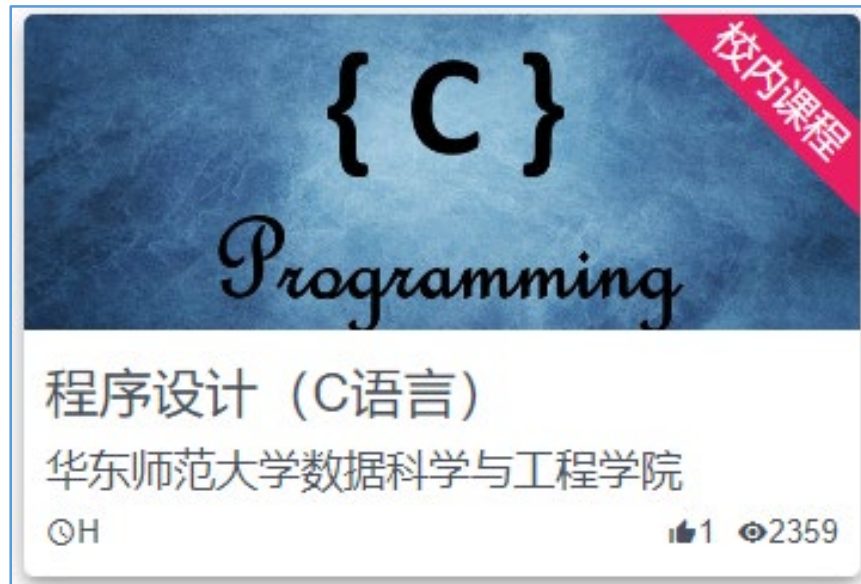 { C }
校内课程
Programming
程序设计（C语言）
华东师范大学数据科学与工程学院
H
1 2359